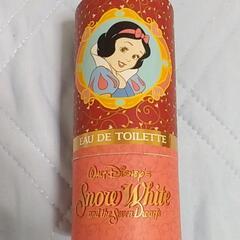 EAU DE TOILETTE
WALT DISNEY'S
Snow White
and the Seven Dwarfs